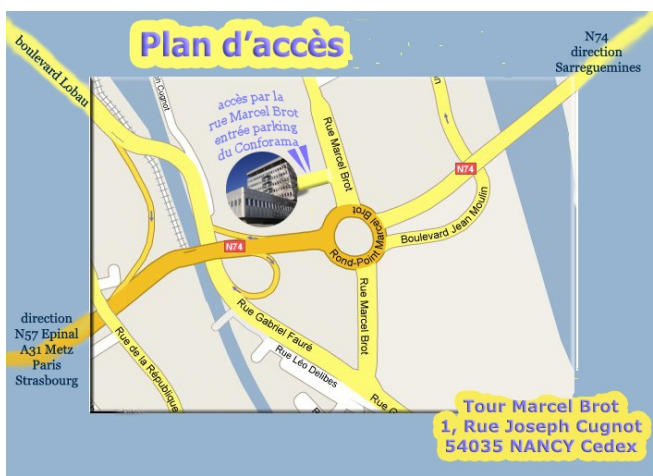 Plan d'accès
boulevard Lobau
N74
direction
Sarreguemines
Cugnot
accès par la
rue Marcel Brot
entrée parking
du Conforama
Rue Marcel Brot
N74
Boulevard Jean Moulin
Rond-Point Marcel Brot
N74
Rue Marcel Brot
direction
N57 Epinal
A31 Metz
Paris
Strasbourg
Rue Gabriel Fauré
Rue Léo Delibes
Rue de la République
Tour Marcel Brot
1, Rue Joseph Cugnot
54035 NANCY Cedex